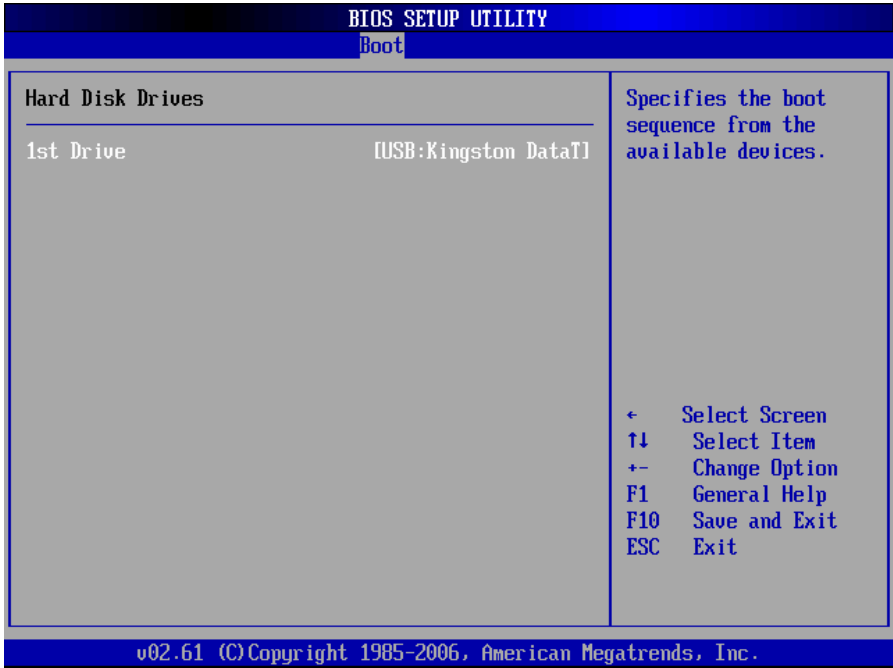 BIOS SETUP UTILITY
Boot
Hard Disk Drives
1st Drive [USB:Kingston DataT]
Specifies the boot
sequence from the
available devices.
← Select Screen
↑↓ Select Item
+- Change Option
F1 General Help
F10 Save and Exit
ESC Exit
v02.61 (C)Copyright 1985-2006, American Megatrends, Inc.